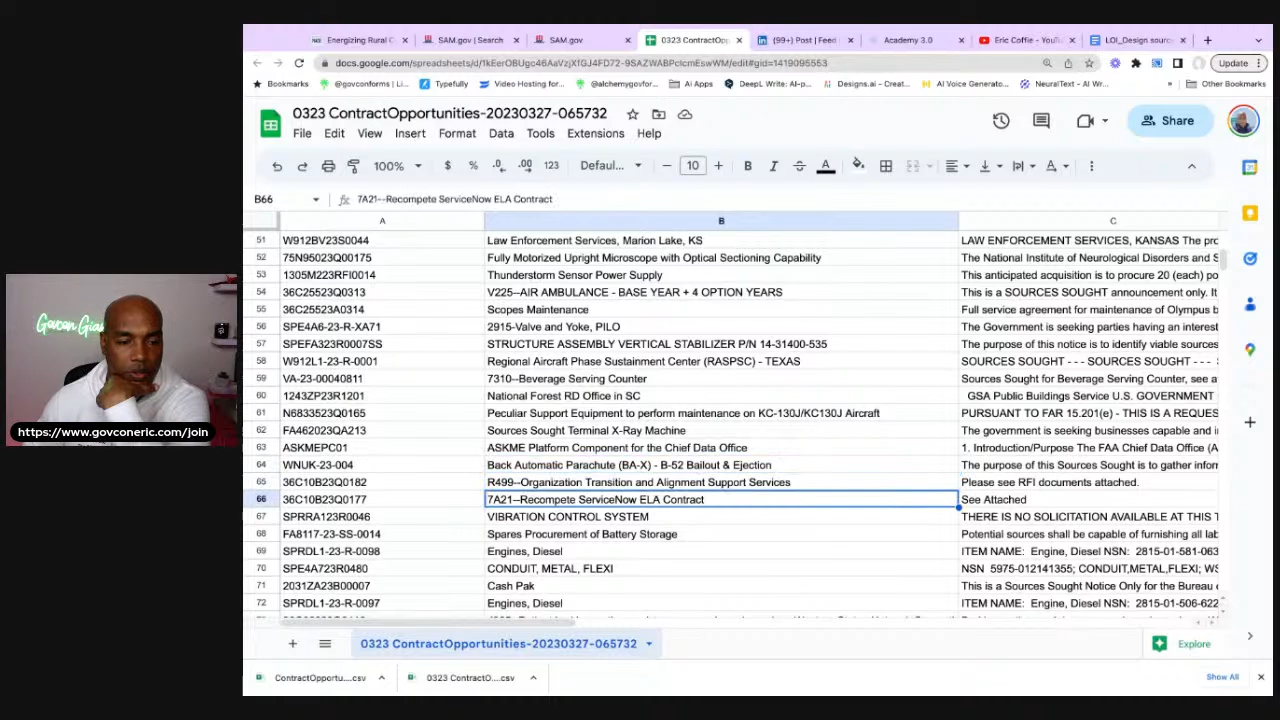 Energizing Rural C
SAM.gov | Search
SAM.gov
0323 ContractOpp
(99+) Post | Feed
Academy 3.0
Eric Coffie - YouTu
LOI_Design sourc
docs.google.com/spreadsheets/d/1kEerOBUgo46AaVzjXfGJ4FD72-9SAZWABPcIcmEswWM/edit#gid=1419095553
Update
Bookmarks
@govconforms | Li...
Typefully
Video Hosting for...
@alchemygovfor...
Ai Apps
DeepL Write: AI-p...
Designs.ai - Creat...
AI Voice Generato...
NeuralText - AI Wr...
Other Bookmarks
0323 ContractOpportunities-20230327-065732
File Edit View Insert Format Data Tools Extensions Help
Share
100% $ % .0 .00 123 Defaul... 10 B I S A
B66 fx 7A21--Recompete ServiceNow ELA Contract
A B C
51 W912BV23S0044 Law Enforcement Services, Marion Lake, KS LAW ENFORCEMENT SERVICES, KANSAS The pro
52 75N95023Q00175 Fully Motorized Upright Microscope with Optical Sectioning Capability The National Institute of Neurological Disorders and S
53 1305M223RFI0014 Thunderstorm Sensor Power Supply This anticipated acquisition is to procure 20 (each) po
54 36C25523Q0313 V225--AIR AMBULANCE - BASE YEAR + 4 OPTION YEARS This is a SOURCES SOUGHT announcement only. It
55 36C25523A0314 Scopes Maintenance Full service agreement for maintenance of Olympus b
56 SPE4A6-23-R-XA71 2915-Valve and Yoke, PILO The Government is seeking parties having an interest
57 SPEFA323R0007SS STRUCTURE ASSEMBLY VERTICAL STABILIZER P/N 14-31400-535 The purpose of this notice is to identify viable sources
58 W912L1-23-R-0001 Regional Aircraft Phase Sustainment Center (RASPSC) - TEXAS SOURCES SOUGHT - - - SOURCES SOUGHT - - -
59 VA-23-00040811 7310--Beverage Serving Counter Sources Sought for Beverage Serving Counter, see a
60 1243ZP23R1201 National Forest RD Office in SC GSA Public Buildings Service U.S. GOVERNMENT
61 N6833523Q0165 Peculiar Support Equipment to perform maintenance on KC-130J/KC130J Aircraft PURSUANT TO FAR 15.201(e) - THIS IS A REQUES
62 FA462023QA213 Sources Sought Terminal X-Ray Machine The government is seeking businesses capable and i
63 ASKMEPC01 ASKME Platform Component for the Chief Data Office 1. Introduction/Purpose The FAA Chief Data Office (A
64 WNUK-23-004 Back Automatic Parachute (BA-X) - B-52 Bailout & Ejection The purpose of this Sources Sought is to gather infor
65 36C10B23Q0182 R499--Organization Transition and Alignment Support Services Please see RFI documents attached.
66 36C10B23Q0177 7A21--Recompete ServiceNow ELA Contract See Attached
67 SPRRA123R0046 VIBRATION CONTROL SYSTEM THERE IS NO SOLICITATION AVAILABLE AT THIS T
68 FA8117-23-SS-0014 Spares Procurement of Battery Storage Potential sources shall be capable of furnishing all lab
69 SPRDL1-23-R-0098 Engines, Diesel ITEM NAME: Engine, Diesel NSN: 2815-01-581-063
70 SPE4A723R0480 CONDUIT, METAL, FLEXI NSN 5975-012141355; CONDUIT,METAL,FLEXI; WS
71 2031ZA23B00007 Cash Pak This is a Sources Sought Notice Only for the Bureau o
72 SPRDL1-23-R-0097 Engines, Diesel ITEM NAME: Engine, Diesel NSN: 2815-01-506-622
0323 ContractOpportunities-20230327-065732
Explore
ContractOpportu....csv
0323 ContractO....csv
Show All
Govcon Gian
https://www.govconeric.com/join